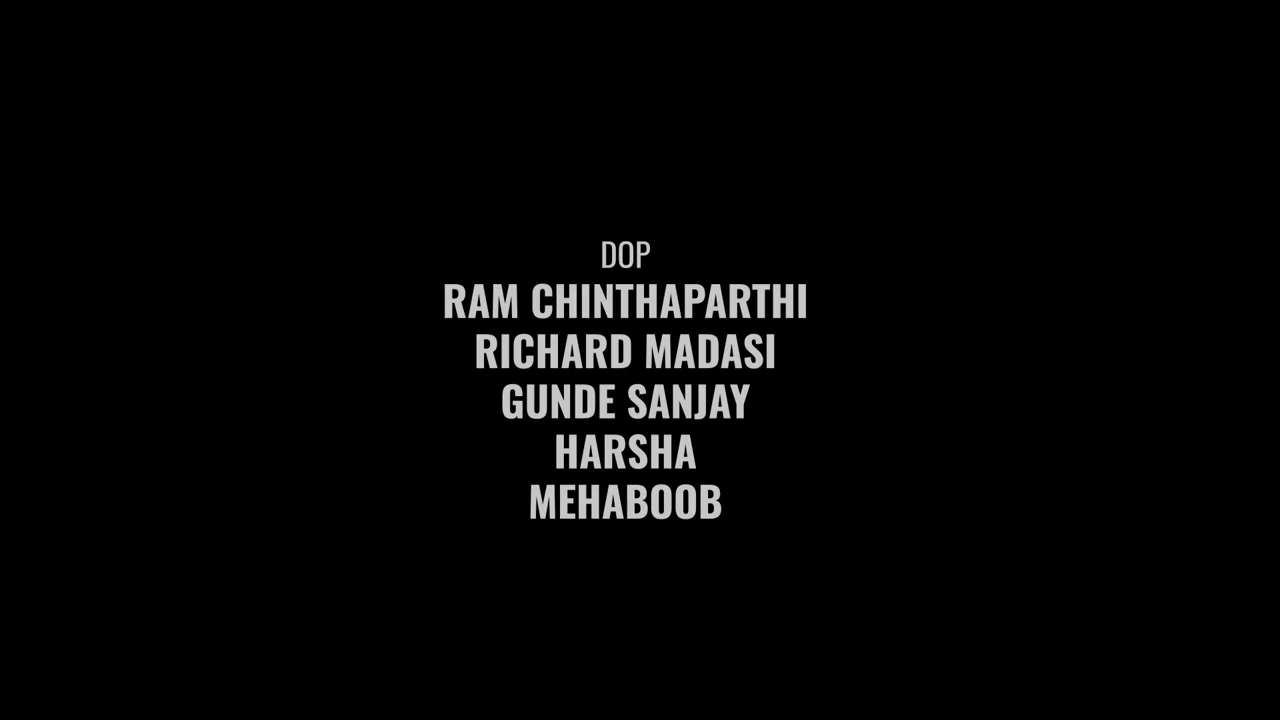 DOP
RAM CHINTHAPARTHI
RICHARD MADASI
GUNDE SANJAY
HARSHA
MEHABOOB